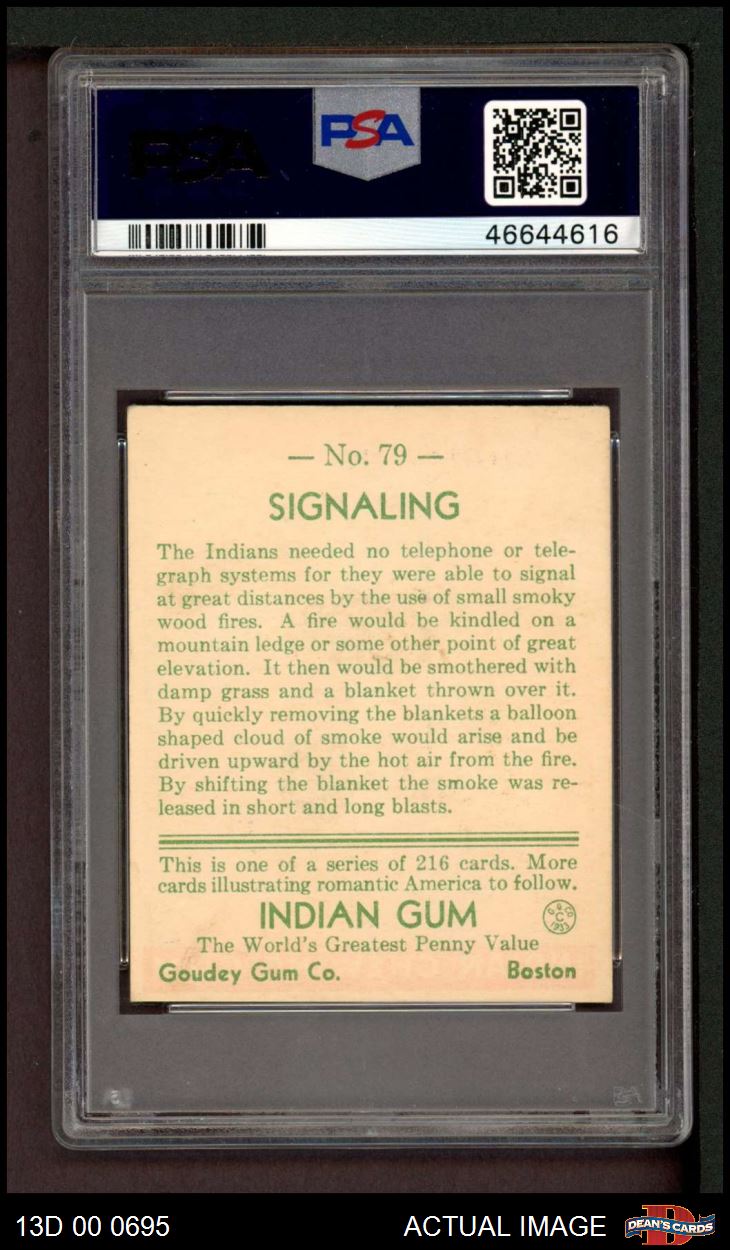 PSA
PSA
46644616
— No. 79 —
SIGNALING
The Indians needed no telephone or tele-
graph systems for they were able to signal
at great distances by the use of small smoky
wood fires. A fire would be kindled on a
mountain ledge or some other point of great
elevation. It then would be smothered with
damp grass and a blanket thrown over it.
By quickly removing the blankets a balloon
shaped cloud of smoke would arise and be
driven upward by the hot air from the fire.
By shifting the blanket the smoke was re-
leased in short and long blasts.
This is one of a series of 216 cards. More
cards illustrating romantic America to follow.
INDIAN GUM
G. G. CO.
C
1933
The World's Greatest Penny Value
Goudey Gum Co. Boston
13D 00 0695 ACTUAL IMAGE D DEAN'S CARDS